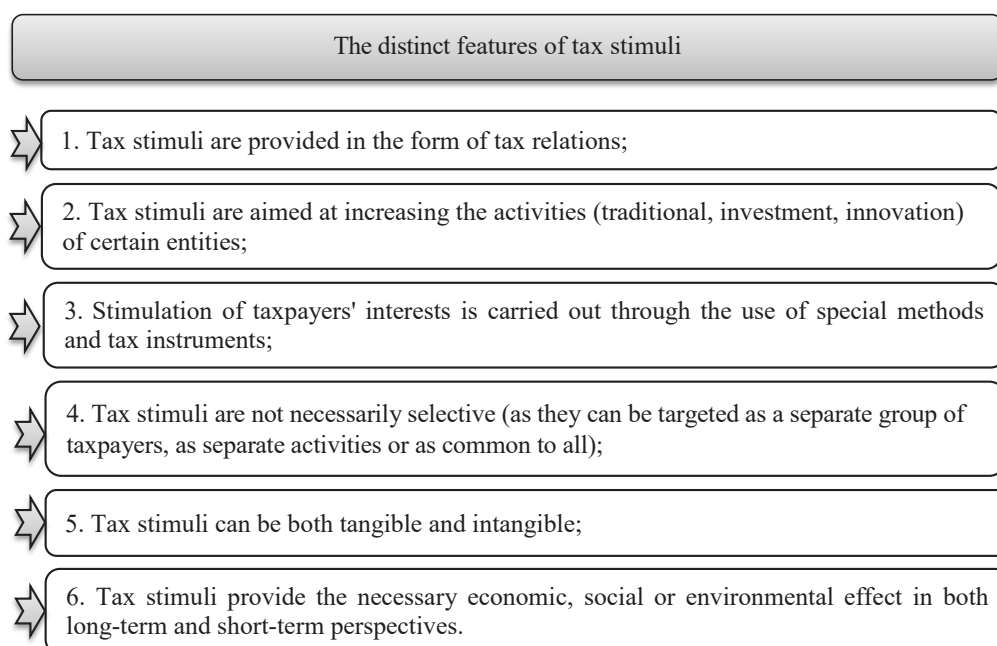 The distinct features of tax stimuli
1. Tax stimuli are provided in the form of tax relations;
2. Tax stimuli are aimed at increasing the activities (traditional, investment, innovation)
of certain entities;
3. Stimulation of taxpayers' interests is carried out through the use of special methods
and tax instruments;
4. Tax stimuli are not necessarily selective (as they can be targeted as a separate group of
taxpayers, as separate activities or as common to all);
5. Tax stimuli can be both tangible and intangible;
6. Tax stimuli provide the necessary economic, social or environmental effect in both
long-term and short-term perspectives.